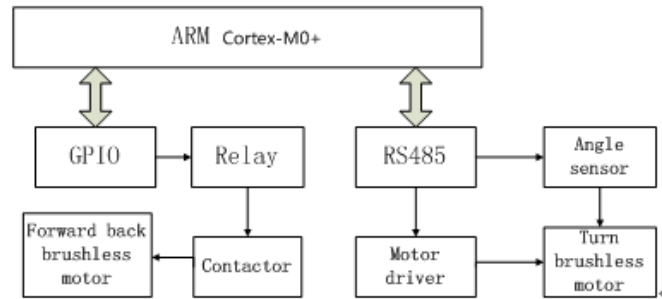 ARM Cortex-M0+
GPIO
Relay
RS485
Angle
sensor
Forward back
brushless
motor
Contactor
Motor
driver
Turn
brushless
motor